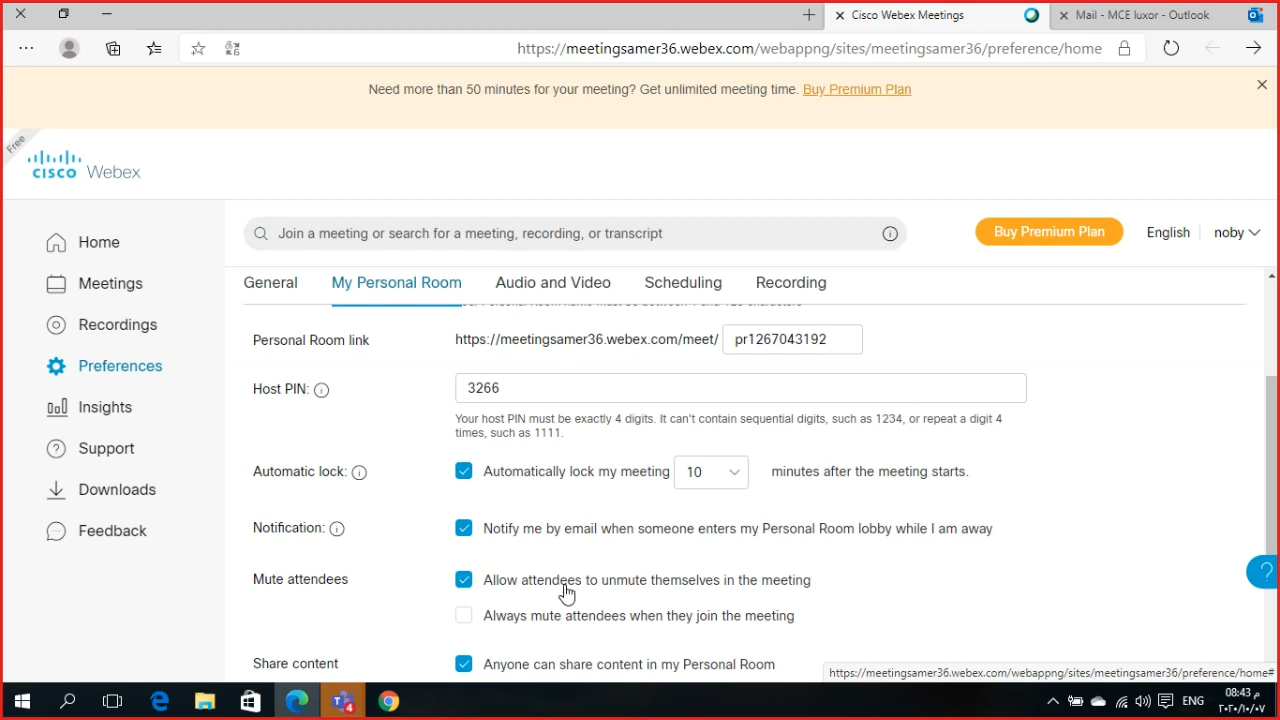 Cisco Webex Meetings
Mail - MCE luxor - Outlook
https://meetingsamer36.webex.com/webappng/sites/meetingsamer36/preference/home
Need more than 50 minutes for your meeting? Get unlimited meeting time. Buy Premium Plan
Free
cisco Webex
Join a meeting or search for a meeting, recording, or transcript
Buy Premium Plan
English
noby
Home
Meetings
Recordings
Preferences
Insights
Support
Downloads
Feedback
General
My Personal Room
Audio and Video
Scheduling
Recording
Personal Room link
https://meetingsamer36.webex.com/meet/
pr1267043192
Host PIN:
3266
Your host PIN must be exactly 4 digits. It can't contain sequential digits, such as 1234, or repeat a digit 4
times, such as 1111.
Automatic lock:
Automatically lock my meeting 10 minutes after the meeting starts.
Notification:
Notify me by email when someone enters my Personal Room lobby while I am away
Mute attendees
Allow attendees to unmute themselves in the meeting
Always mute attendees when they join the meeting
Share content
Anyone can share content in my Personal Room
https://meetingsamer36.webex.com/webappng/sites/meetingsamer36/preference/home#
4
ENG
08:43 م
٢٠٢٠/١٠/٠٧